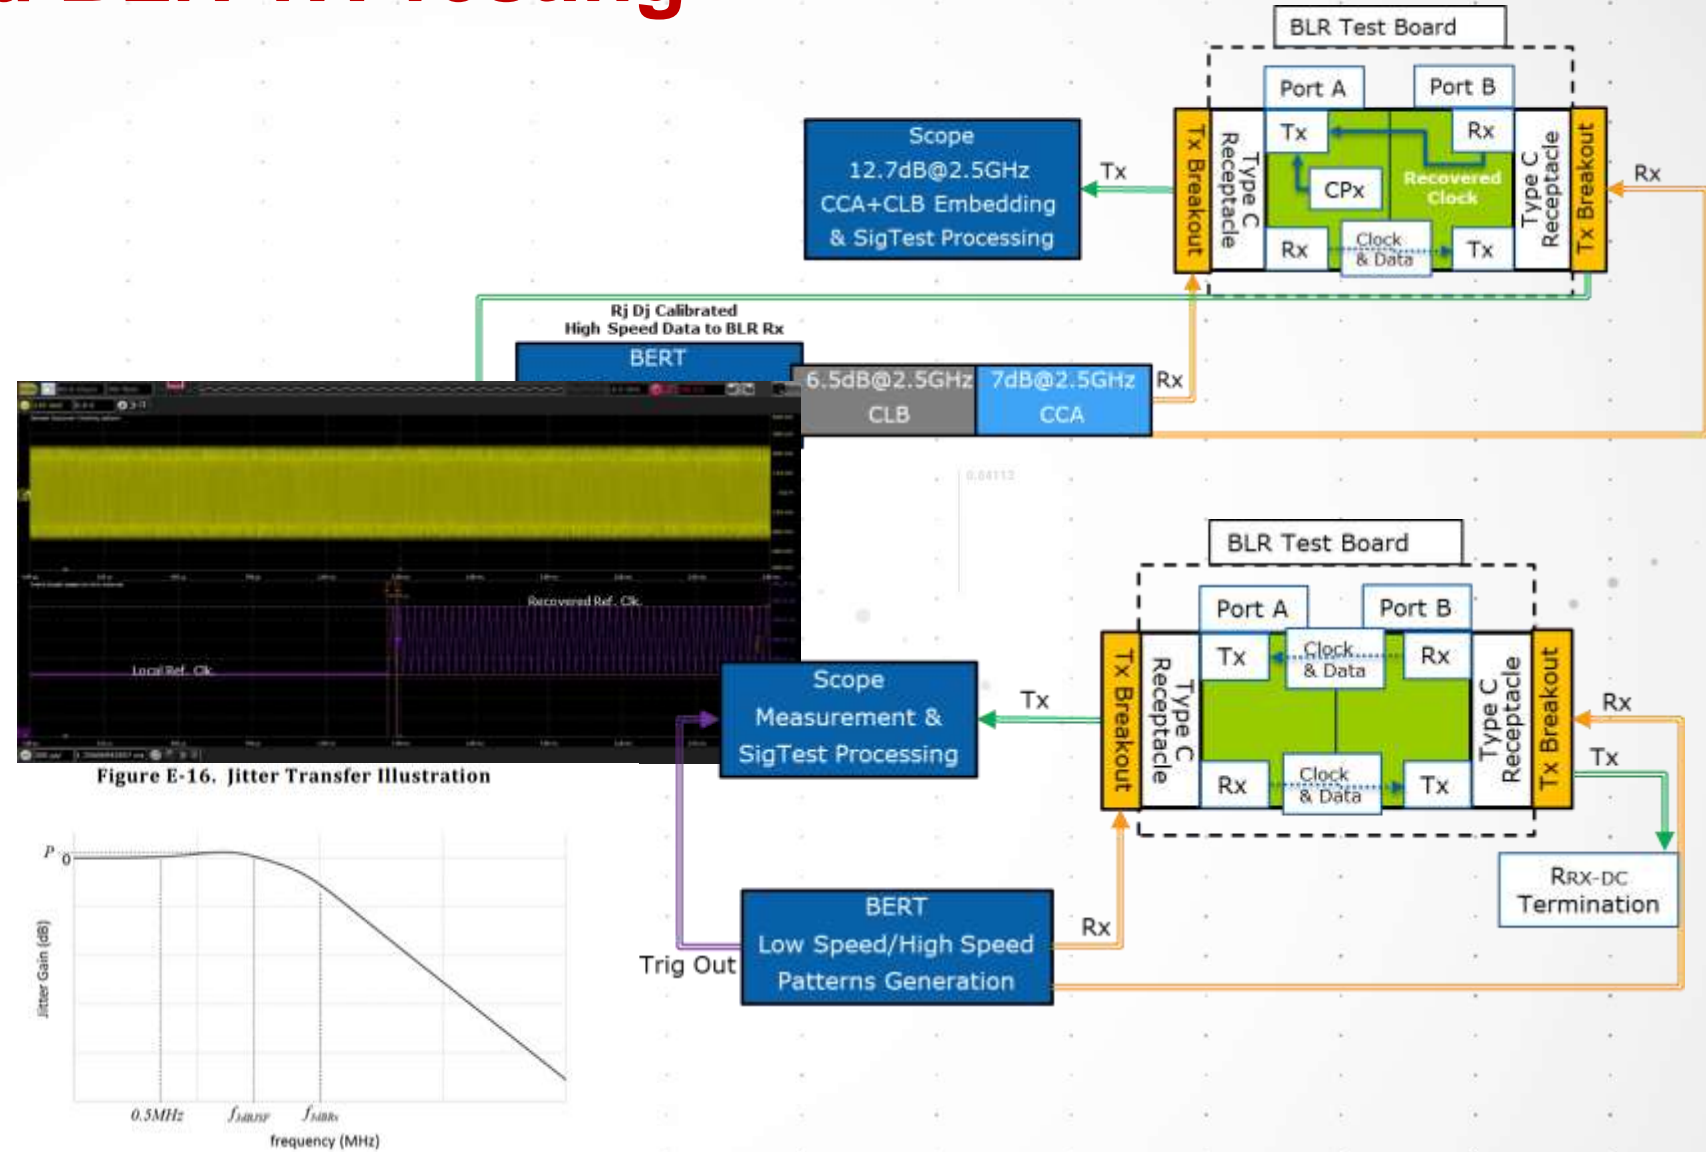 BLR Test Board
Port A
Port B
Tx
Rx
CPx
Recovered
Clock
Rx
Clock
& Data
Tx
Tx Breakout
Type C
Receptacle
Type C
Receptacle
Tx Breakout
Rx
Tx
Scope
12.7dB@2.5GHz
CCA+CLB Embedding
& SigTest Processing
Rj Dj Calibrated
High Speed Data to BLR Rx
BERT
6.5dB@2.5GHz
CLB
7dB@2.5GHz
CCA
Rx
0.04112
Recovered Ref. Clk.
Local Ref. Clk.
BLR Test Board
Port A
Port B
Tx
Clock
& Data
Rx
Rx
Clock
& Data
Tx
Tx Breakout
Type C
Receptacle
Type C
Receptacle
Tx Breakout
Rx
Tx
RRX-DC
Termination
Tx
Scope
Measurement &
SigTest Processing
BERT
Low Speed/High Speed
Patterns Generation
Rx
Trig Out
Figure E-16. Jitter Transfer Illustration
P
0
Jitter Gain (dB)
0.5MHz
frequency (MHz)